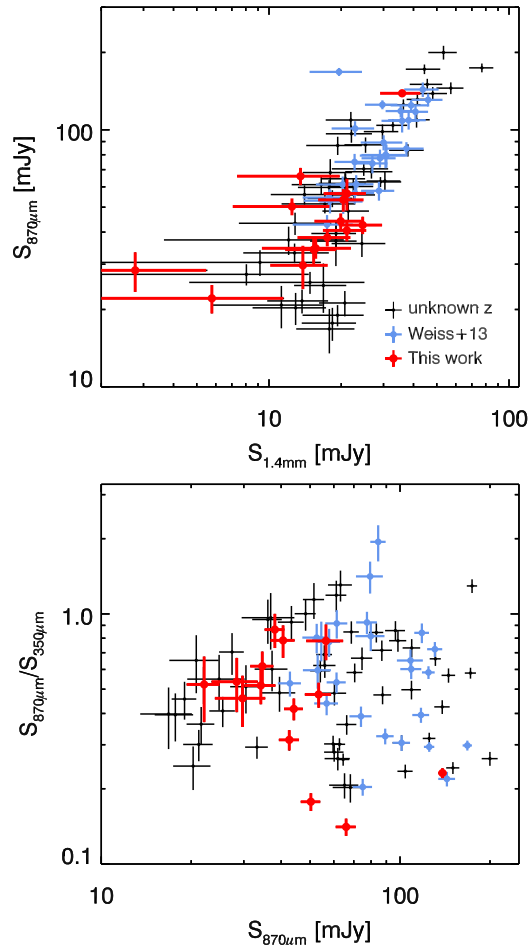 100
10
S870μm [mJy]
unknown z
Weiss+13
This work
10
100
S1.4mm [mJy]
1.0
0.1
S870μm/S350μm
10
100
S870μm [mJy]